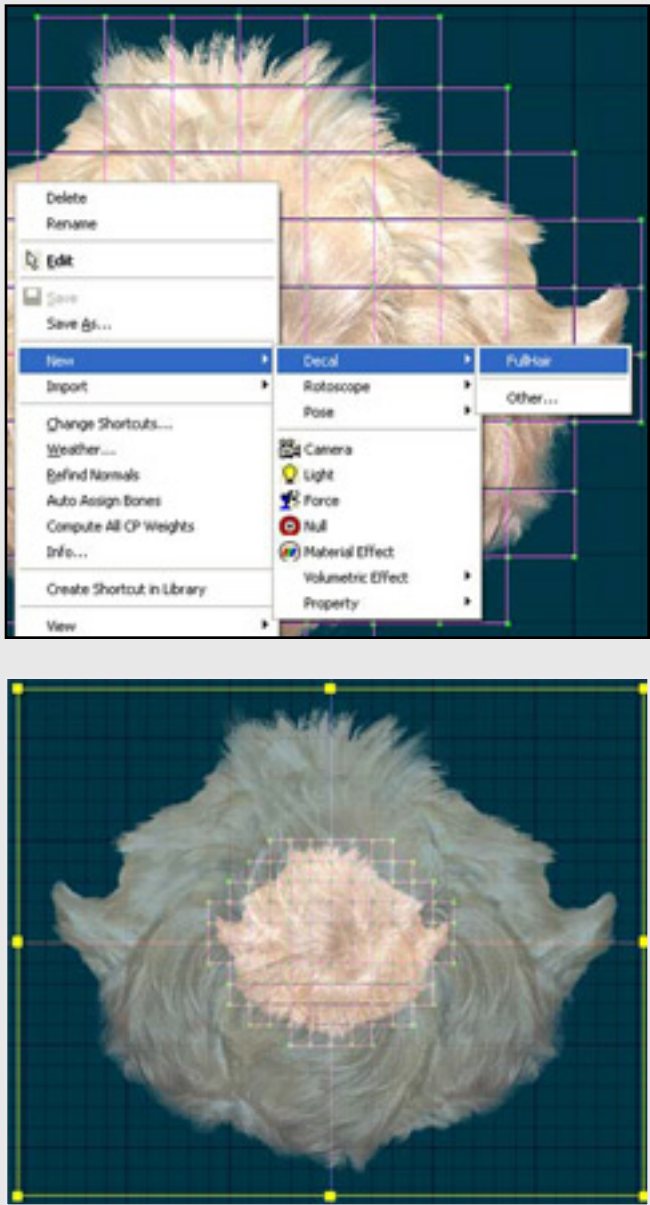 Delete
Rename
Edit
Save
Save As...
New
Import
Change Shortcuts...
Weather...
Refind Normals
Auto Assign Bones
Compute All CP Weights
Info...
Create Shortcut in Library
View
Decal
Rotoscope
Pose
Camera
Light
Force
Null
Material Effect
Volumetric Effect
Property
FullHair
Other...